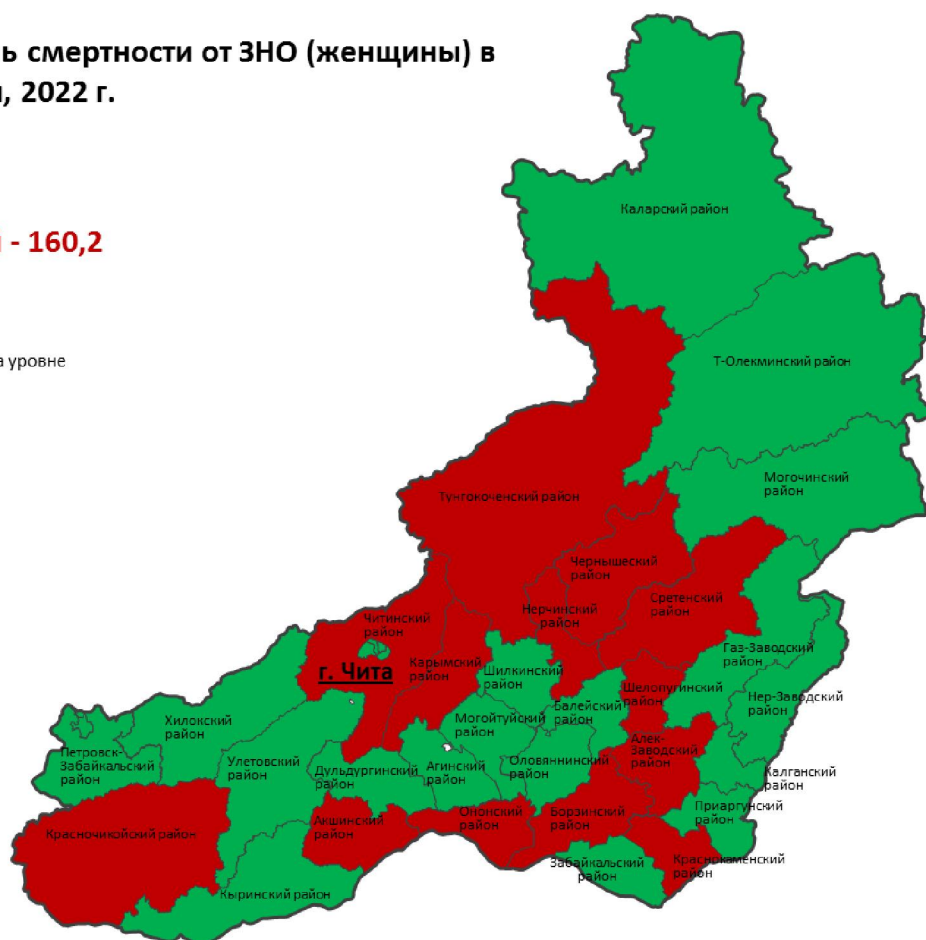 ь смертности от ЗНО (женщины) в
, 2022 г.
- 160,2
а уровне
Каларский район
Т-Олекминский район
Могочинский
район
Тунгокоченский район
Чернышеский
район
Сретенский
район
Нерчинский
район
Читинский
район
г. Чита
Карымский
район
Шилкинский
район
Газ-Заводский
район
Шелопугинский
район
Нер-Заводский
район
Балейский
район
Могойтуйский
район
Хилокский
район
Алек-
Заводский
район
Петровск-
Забайкальский
район
Улетовский
район
Дульдургинский
район
Агинский
район
Оловяннинский
район
Калганский
район
Приаргунский
район
Красночикойский район
Акшинский
район
Ононский
район
Борзинский
район
Забайкальский
район
Краснокаменский
район
Кыринский район